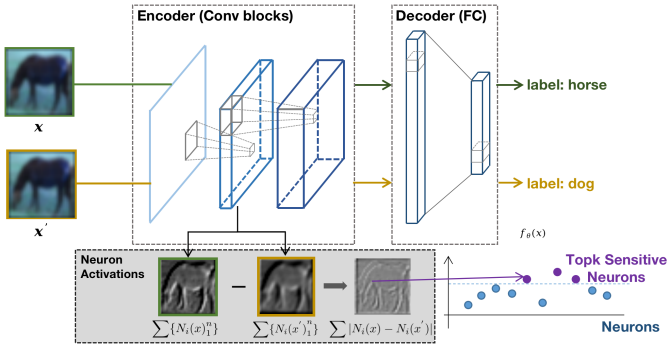 Encoder (Conv blocks)
Decoder (FC)
x
label: horse
x'
label: dog
f_θ(x)
Neuron
Activations
Topk Sensitive
Neurons
∑{N_i(x)_1^n}
∑{N_i(x')_1^n}
∑|N_i(x) − N_i(x')|
Neurons